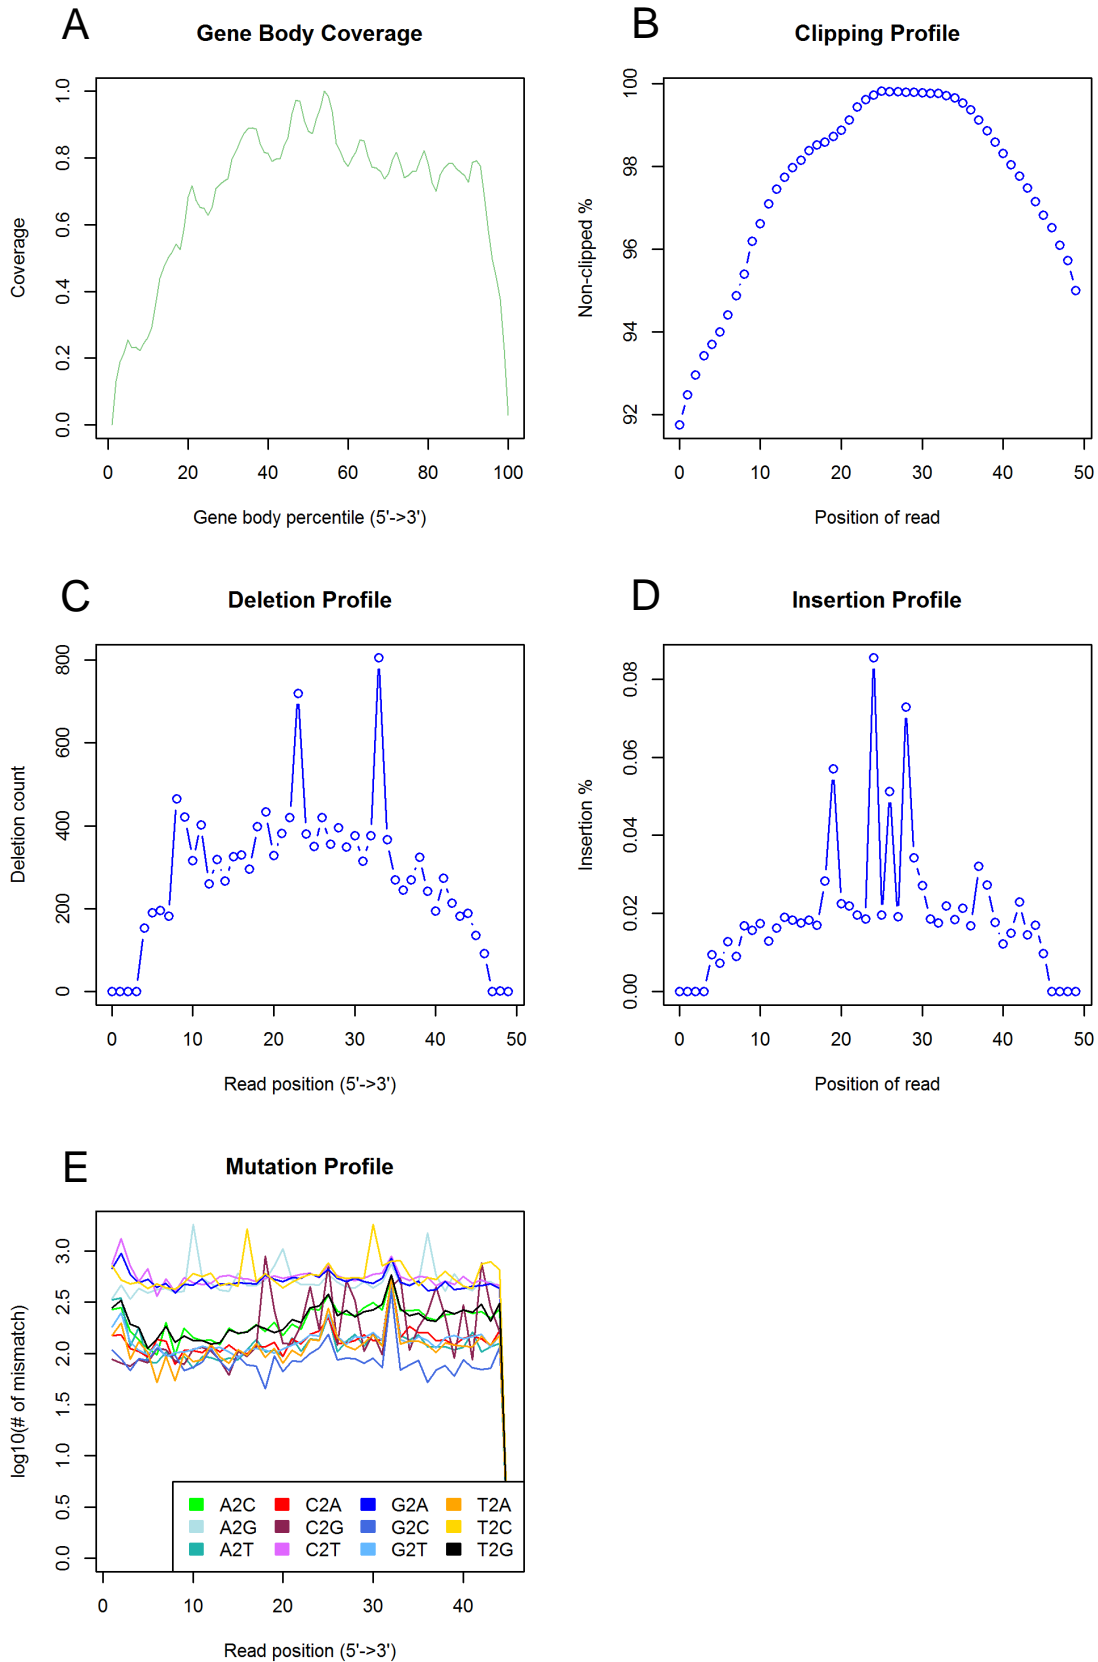 A
Gene Body Coverage
Coverage
0.0 0.2 0.4 0.6 0.8 1.0
0 20 40 60 80 100
Gene body percentile (5'->3')
B
Clipping Profile
Non-clipped %
92 94 96 98 100
0 10 20 30 40 50
Position of read
C
Deletion Profile
Deletion count
0 200 400 600 800
0 10 20 30 40 50
Read position (5'->3')
D
Insertion Profile
Insertion %
0.00 0.02 0.04 0.06 0.08
0 10 20 30 40 50
Position of read
E
Mutation Profile
log10(# of mismatch)
0.0 0.5 1.0 1.5 2.0 2.5 3.0
A2C C2A G2A T2A
A2G C2G G2C T2C
A2T C2T G2T T2G
0 10 20 30 40
Read position (5'->3')